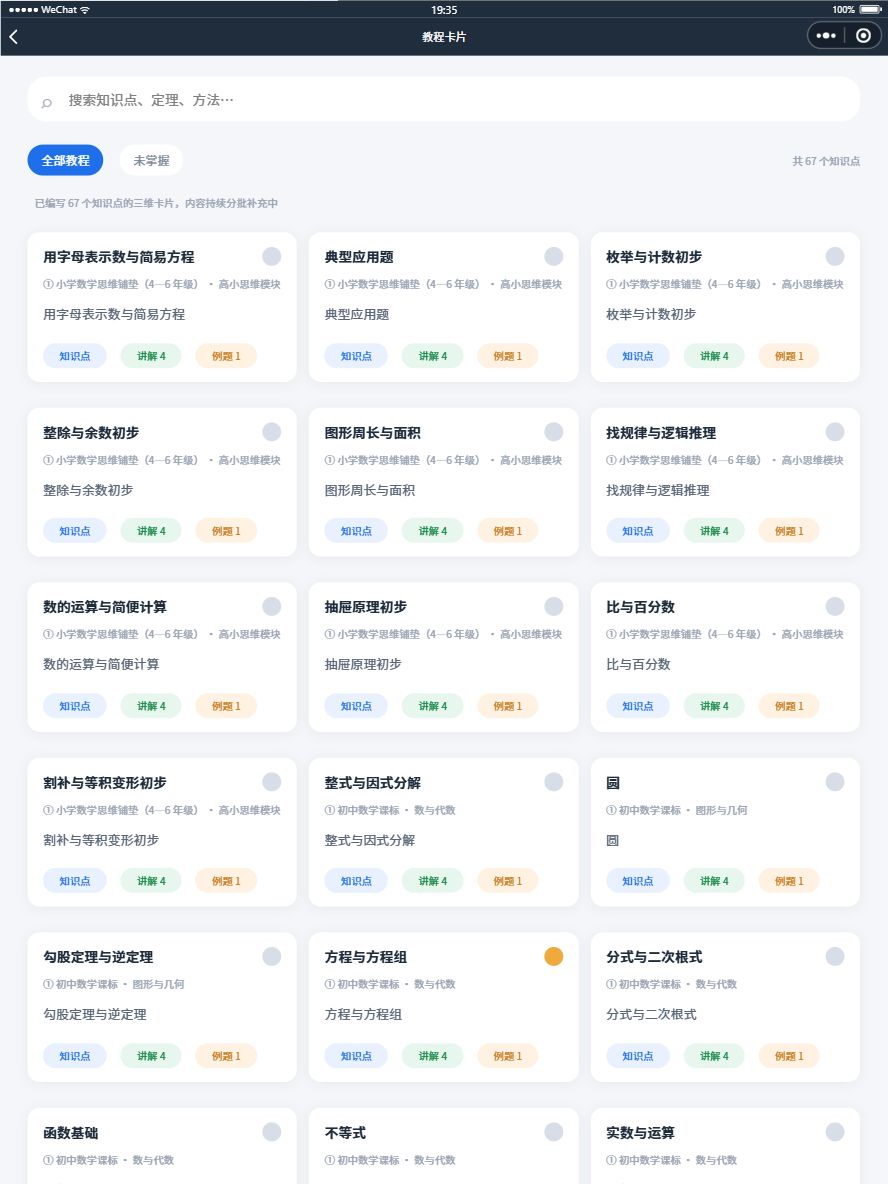 WeChat 19:35 100%
教程卡片
搜索知识点、定理、方法…
全部教程 未掌握 共 67 个知识点
已编写 67 个知识点的三维卡片，内容持续分批补充中
用字母表示数与简易方程
① 小学数学思维铺垫（4—6 年级） · 高小思维模块
用字母表示数与简易方程
知识点 讲解 4 例题 1
典型应用题
① 小学数学思维铺垫（4—6 年级） · 高小思维模块
典型应用题
知识点 讲解 4 例题 1
枚举与计数初步
① 小学数学思维铺垫（4—6 年级） · 高小思维模块
枚举与计数初步
知识点 讲解 4 例题 1
整除与余数初步
① 小学数学思维铺垫（4—6 年级） · 高小思维模块
整除与余数初步
知识点 讲解 4 例题 1
图形周长与面积
① 小学数学思维铺垫（4—6 年级） · 高小思维模块
图形周长与面积
知识点 讲解 4 例题 1
找规律与逻辑推理
① 小学数学思维铺垫（4—6 年级） · 高小思维模块
找规律与逻辑推理
知识点 讲解 4 例题 1
数的运算与简便计算
① 小学数学思维铺垫（4—6 年级） · 高小思维模块
数的运算与简便计算
知识点 讲解 4 例题 1
抽屉原理初步
① 小学数学思维铺垫（4—6 年级） · 高小思维模块
抽屉原理初步
知识点 讲解 4 例题 1
比与百分数
① 小学数学思维铺垫（4—6 年级） · 高小思维模块
比与百分数
知识点 讲解 4 例题 1
割补与等积变形初步
① 小学数学思维铺垫（4—6 年级） · 高小思维模块
割补与等积变形初步
知识点 讲解 4 例题 1
整式与因式分解
① 初中数学课标 · 数与代数
整式与因式分解
知识点 讲解 4 例题 1
圆
① 初中数学课标 · 图形与几何
圆
知识点 讲解 4 例题 1
勾股定理与逆定理
① 初中数学课标 · 图形与几何
勾股定理与逆定理
知识点 讲解 4 例题 1
方程与方程组
① 初中数学课标 · 数与代数
方程与方程组
知识点 讲解 4 例题 1
分式与二次根式
① 初中数学课标 · 数与代数
分式与二次根式
知识点 讲解 4 例题 1
函数基础
① 初中数学课标 · 数与代数
不等式
① 初中数学课标 · 数与代数
实数与运算
① 初中数学课标 · 数与代数